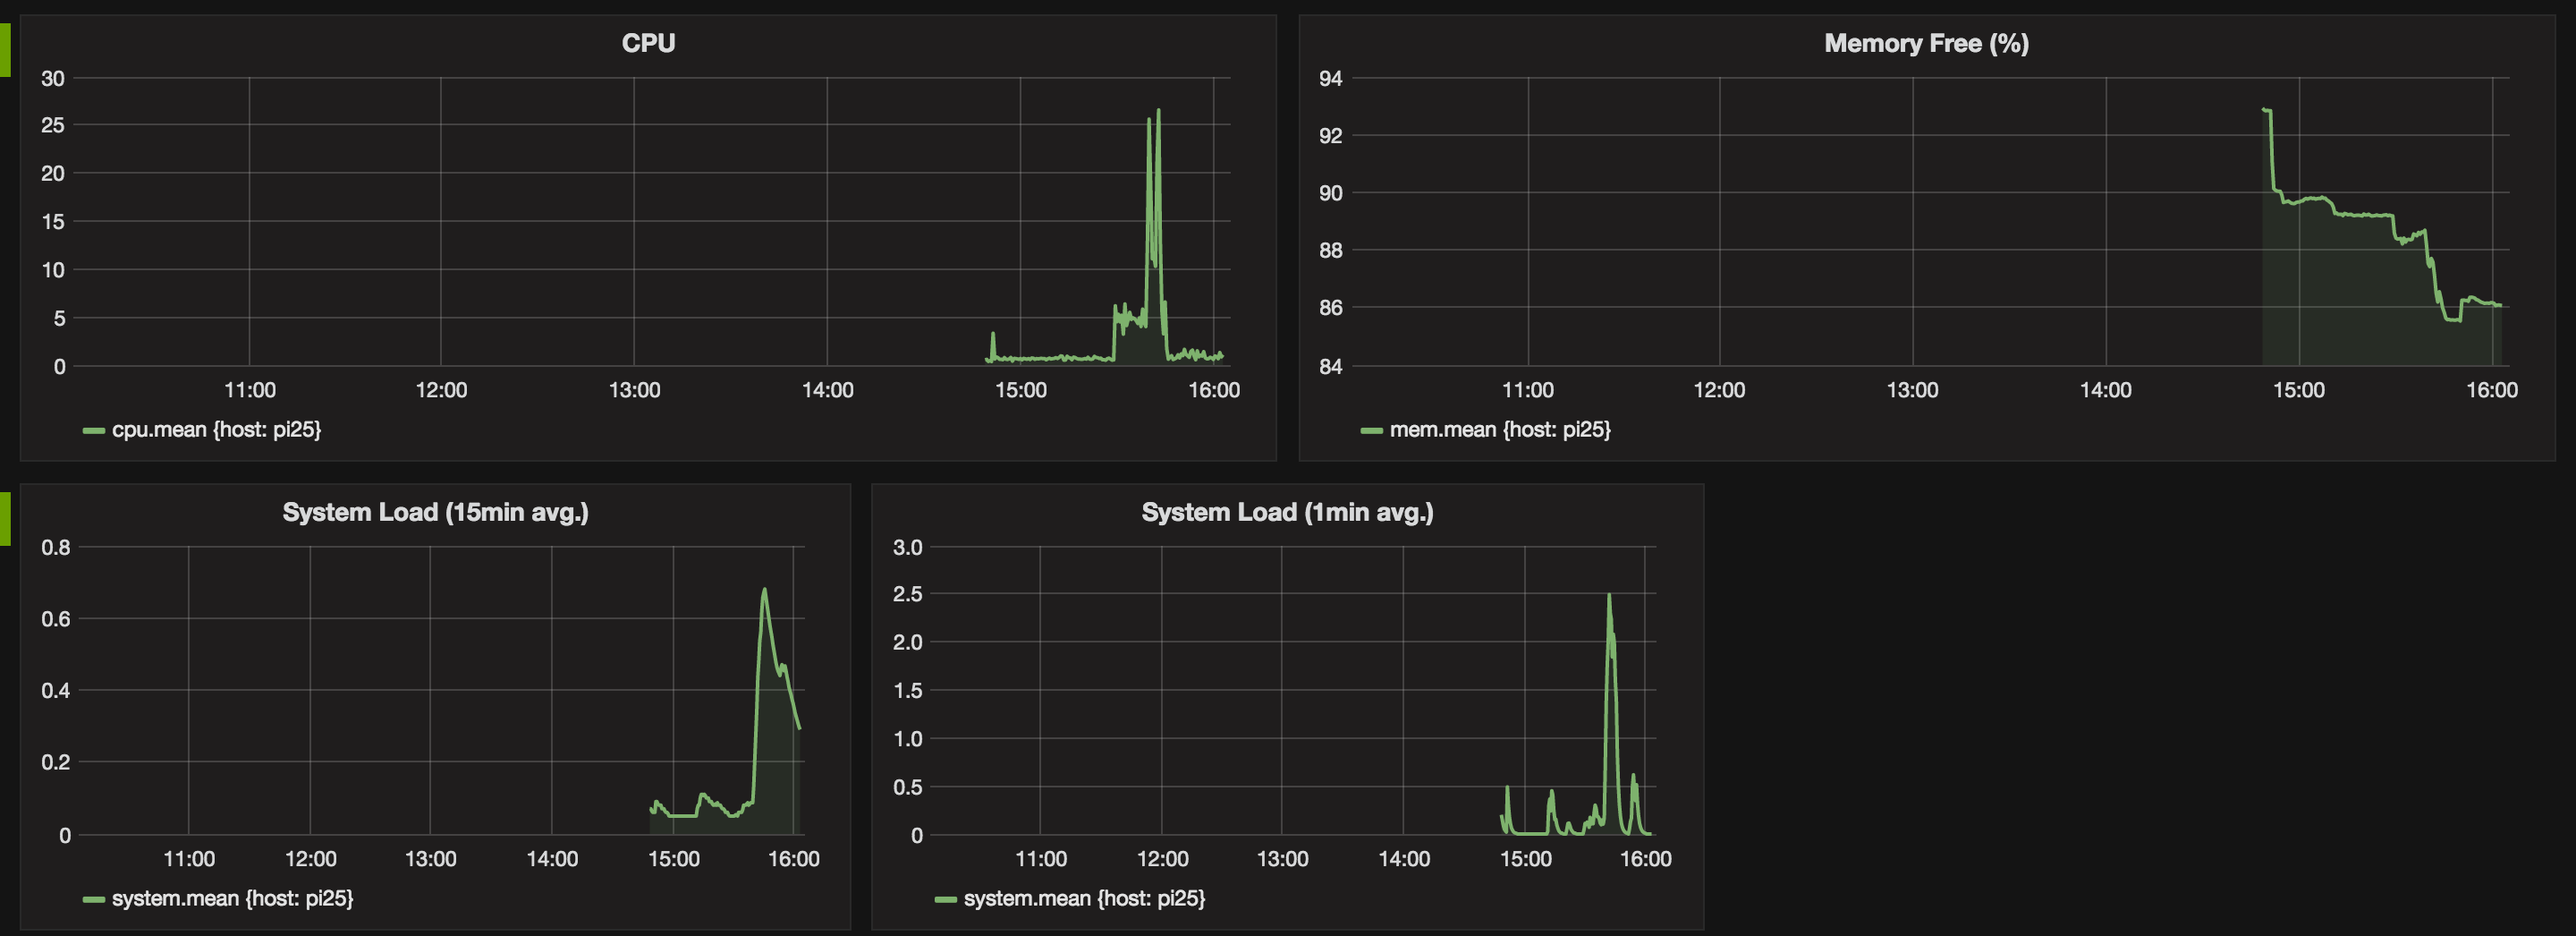 CPU
30
25
20
15
10
5
0
11:00 12:00 13:00 14:00 15:00 16:00
cpu.mean {host: pi25}
Memory Free (%)
94
92
90
88
86
84
11:00 12:00 13:00 14:00 15:00 16:00
mem.mean {host: pi25}
System Load (15min avg.)
0.8
0.6
0.4
0.2
0
11:00 12:00 13:00 14:00 15:00 16:00
system.mean {host: pi25}
System Load (1min avg.)
3.0
2.5
2.0
1.5
1.0
0.5
0
11:00 12:00 13:00 14:00 15:00 16:00
system.mean {host: pi25}